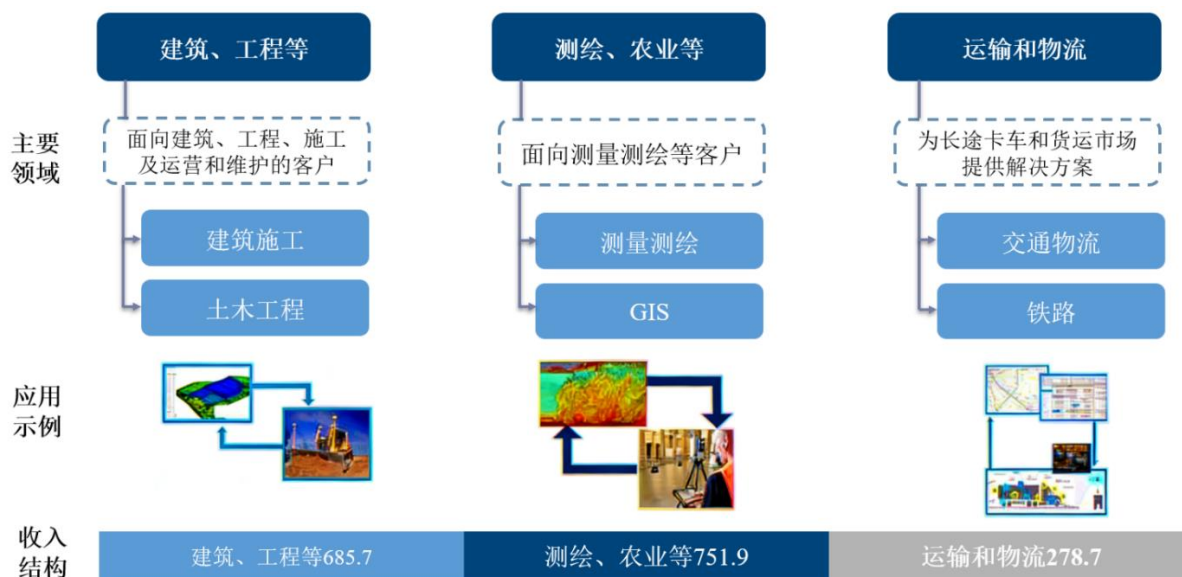 建筑、工程等
测绘、农业等
运输和物流
主要
领域
面向建筑、工程、施工
及运营和维护的客户
面向测量测绘等客户
为长途卡车和货运市场
提供解决方案
建筑施工
测量测绘
交通物流
土木工程
GIS
铁路
应用
示例
收入
结构
建筑、工程等685.7
测绘、农业等751.9
运输和物流278.7